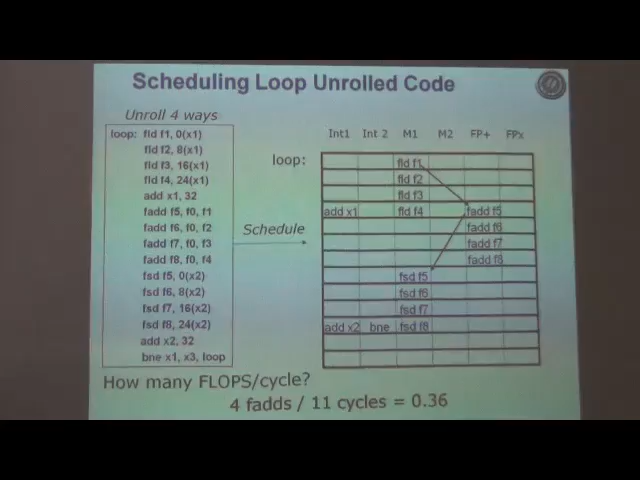 Scheduling Loop Unrolled Code
Unroll 4 ways
loop: fld f1, 0(x1)
fld f2, 8(x1)
fld f3, 16(x1)
fld f4, 24(x1)
add x1, 32
fadd f5, f0, f1
fadd f6, f0, f2
fadd f7, f0, f3
fadd f8, f0, f4
fsd f5, 0(x2)
fsd f6, 8(x2)
fsd f7, 16(x2)
fsd f8, 24(x2)
add x2, 32
bne x1, x3, loop
Schedule
Int1 Int 2 M1 M2 FP+ FPx
loop: fld f1
fld f2
fld f3
add x1 fld f4 fadd f5
fadd f6
fadd f7
fadd f8
fsd f5
fsd f6
fsd f7
add x2 bne fsd f8
How many FLOPS/cycle?
4 fadds / 11 cycles = 0.36